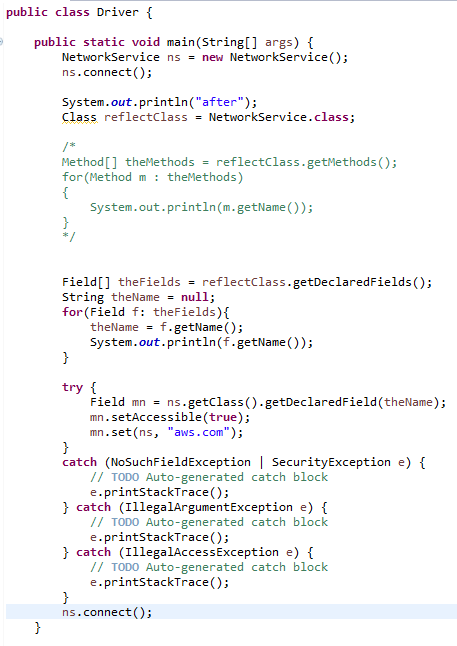 public class Driver {
    public static void main(String[] args) {
        NetworkService ns = new NetworkService();
        ns.connect();
        System.out.println("after");
        Class reflectClass = NetworkService.class;
        /*
        Method[] theMethods = reflectClass.getMethods();
        for(Method m : theMethods)
        {
            System.out.println(m.getName());
        }
        */
        Field[] theFields = reflectClass.getDeclaredFields();
        String theName = null;
        for(Field f: theFields){
            theName = f.getName();
            System.out.println(f.getName());
        }
        try {
            Field mn = ns.getClass().getDeclaredField(theName);
            mn.setAccessible(true);
            mn.set(ns, "aws.com");
        }
        catch (NoSuchFieldException | SecurityException e) {
            // TODO Auto-generated catch block
            e.printStackTrace();
        } catch (IllegalArgumentException e) {
            // TODO Auto-generated catch block
            e.printStackTrace();
        } catch (IllegalAccessException e) {
            // TODO Auto-generated catch block
            e.printStackTrace();
        }
        ns.connect();
    }